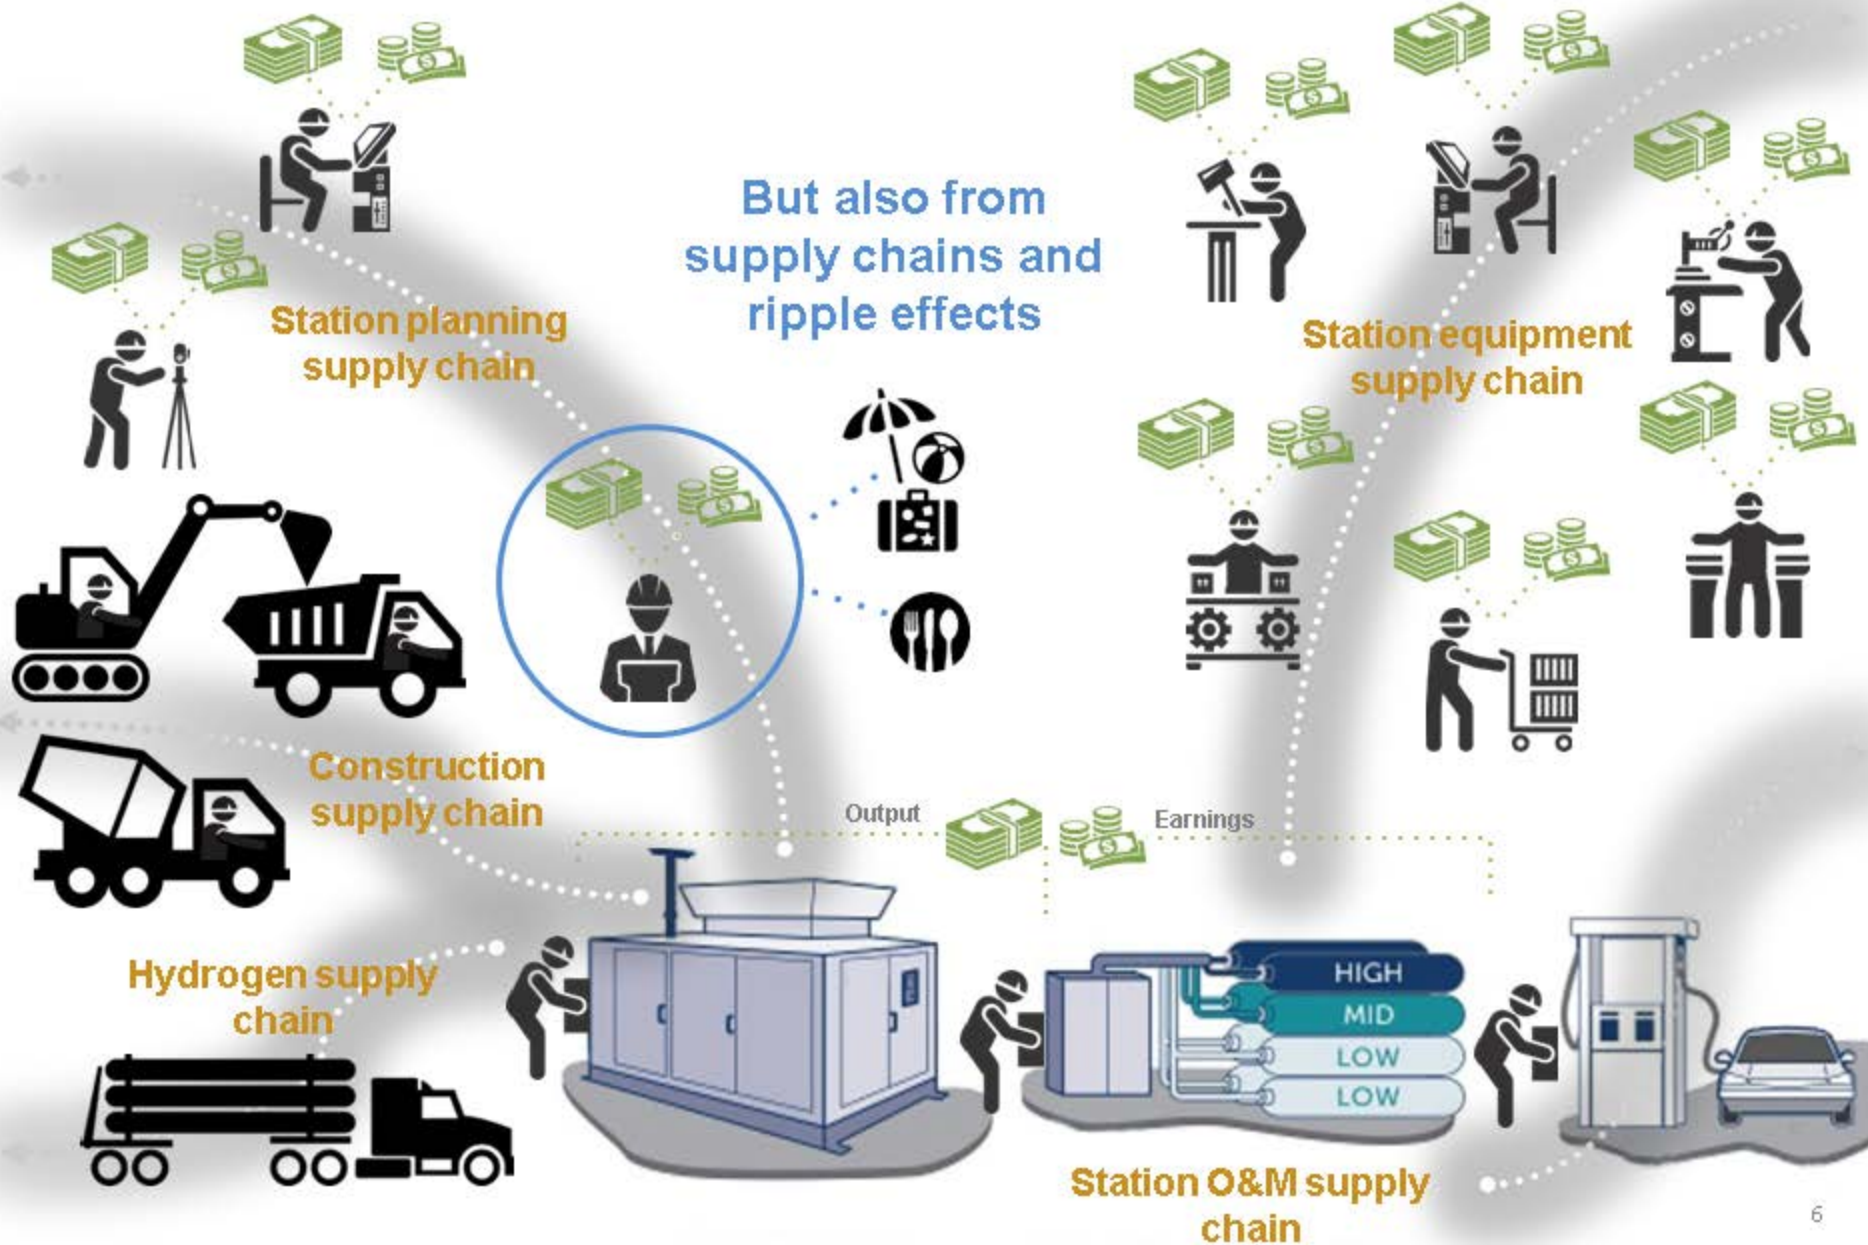 But also from
supply chains and
ripple effects
Station planning
supply chain
Station equipment
supply chain
Construction
supply chain
Output
Earnings
Hydrogen supply
chain
HIGH
MID
LOW
LOW
Station O&M supply
chain
6